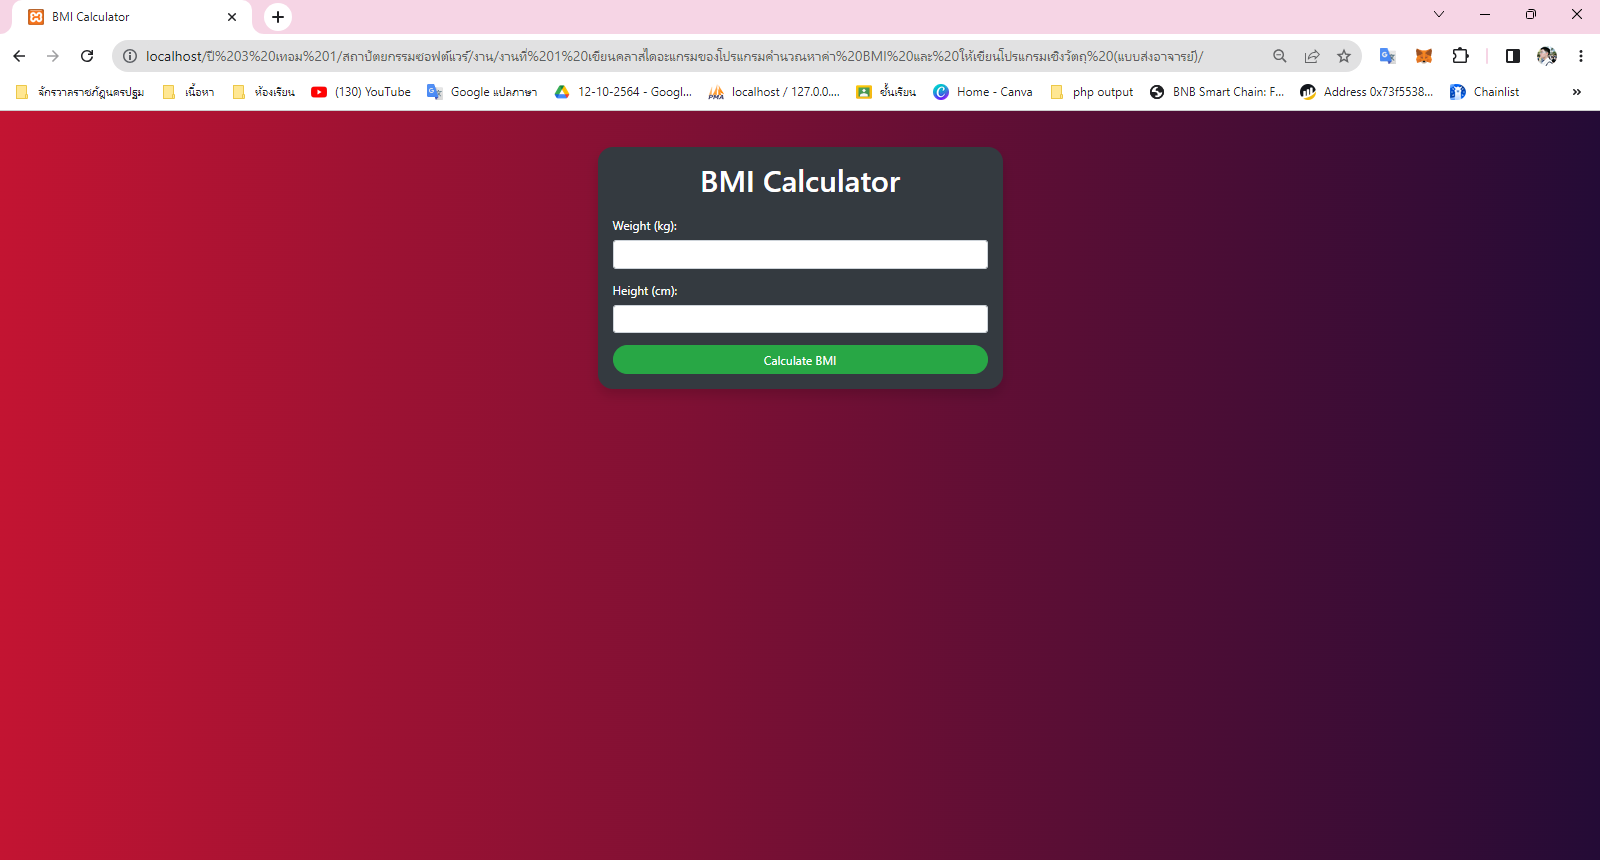 BMI Calculator
localhost/ปี%203%20เทอม%201/สถาปัตยกรรมซอฟต์แวร์/งาน/งานที่%201%20เขียนคลาสไดอะแกรมของโปรแกรมคำนวณหาค่า%20BMI%20และ%20ให้เขียนโปรแกรมเชิงวัตถุ%20(แบบส่งอาจารย์)/
จักรวาลราชภัฏนครปฐม เนื้อหา ห้องเรียน (130) YouTube Google แปลภาษา 12-10-2564 - Googl... localhost / 127.0.0.... ชั้นเรียน Home - Canva php output BNB Smart Chain: F... Address 0x73f5538... Chainlist »
BMI Calculator
Weight (kg):
Height (cm):
Calculate BMI